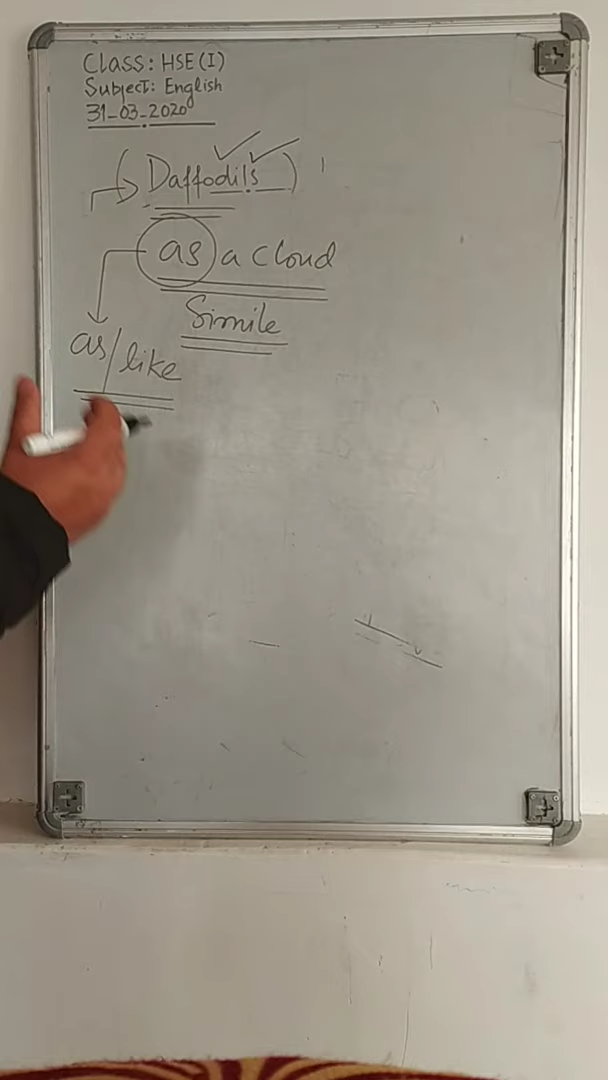 Class: HSE (I)
Subject: English
31-03-2020
(Daffodils)
as a cloud
Simile
as/like